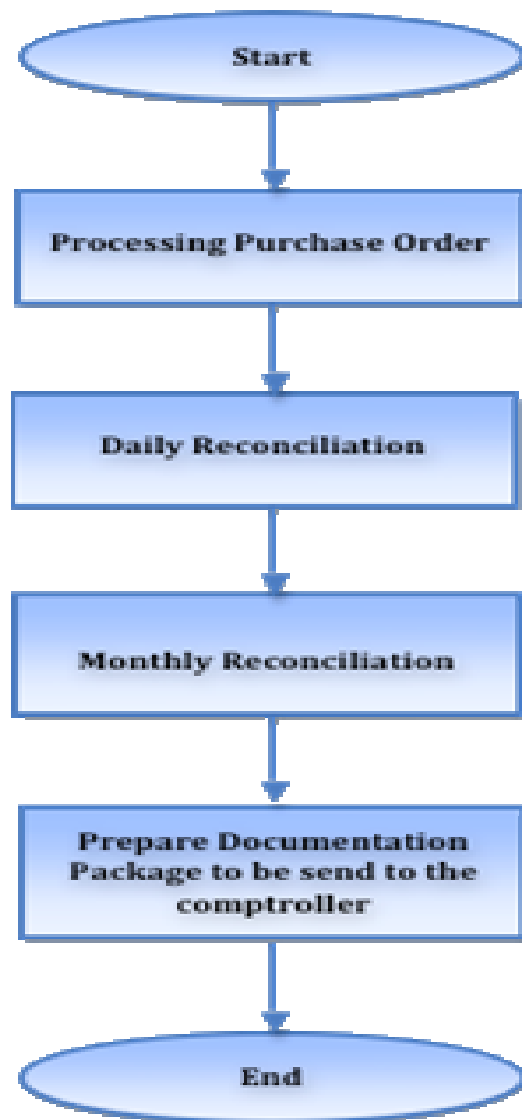 Start
Processing Purchase Order
Daily Reconciliation
Monthly Reconciliation
Prepare Documentation
Package to be send to the
comptroller
End